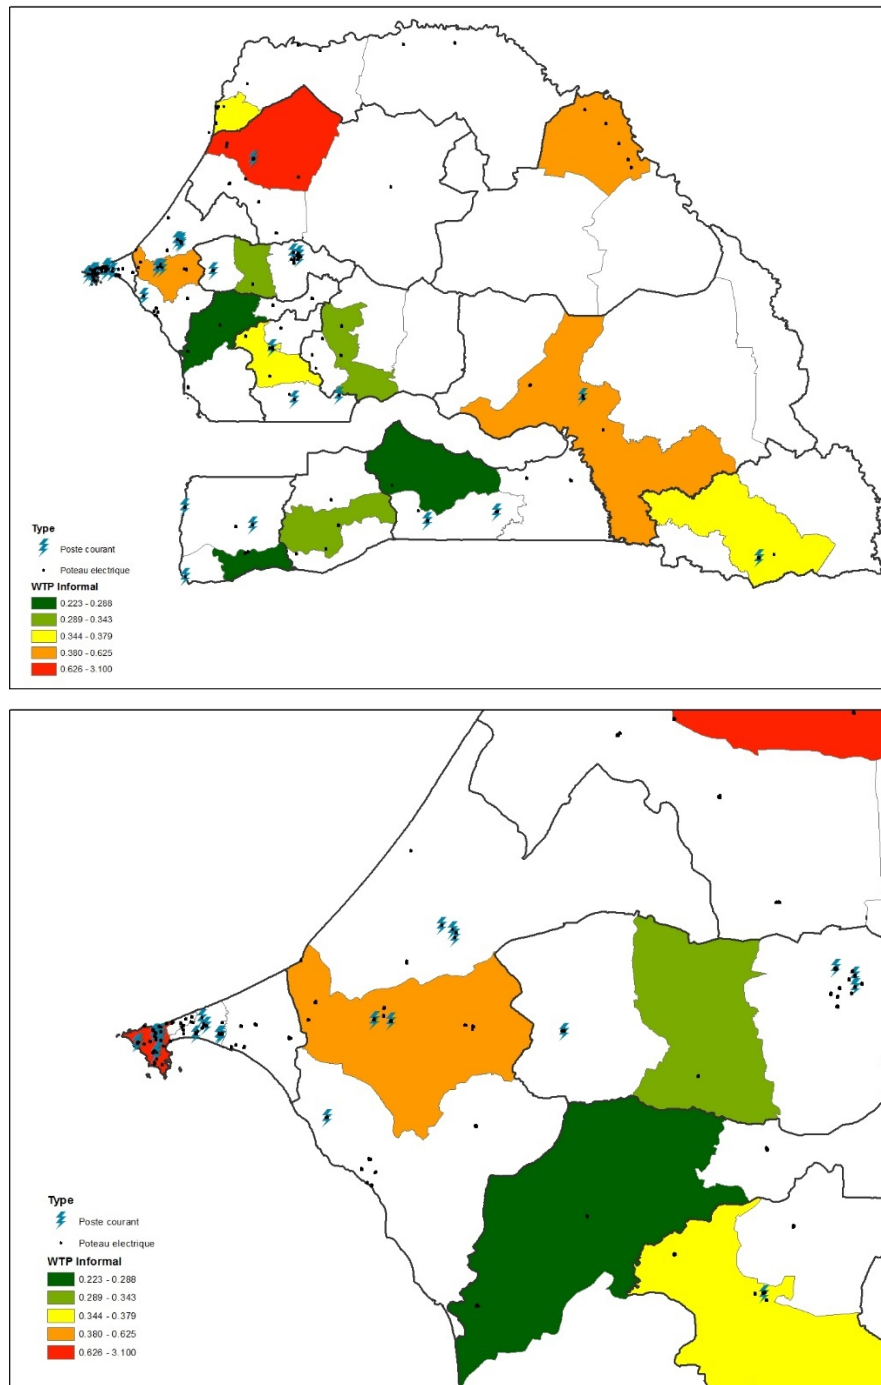 Type
Poste courant
Poteau electrique
WTP Informal
0.223 - 0.288
0.289 - 0.343
0.344 - 0.379
0.380 - 0.625
0.626 - 3.100
Type
Poste courant
Poteau electrique
WTP Informal
0.223 - 0.288
0.289 - 0.343
0.344 - 0.379
0.380 - 0.625
0.626 - 3.100